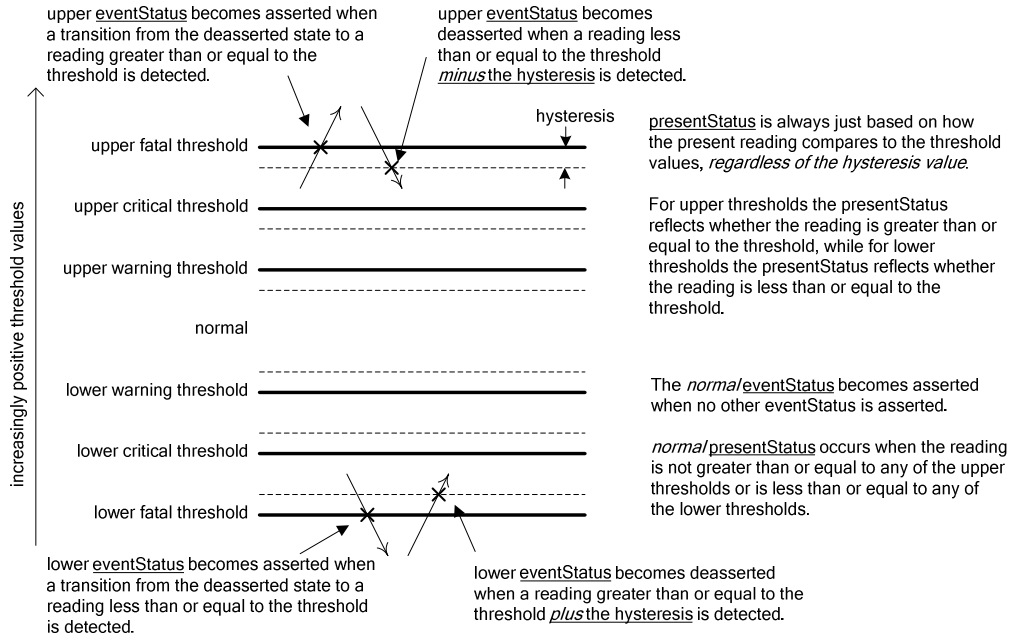 upper eventStatus becomes asserted when
a transition from the deasserted state to a
reading greater than or equal to the
threshold is detected.
upper eventStatus becomes
deasserted when a reading less
than or equal to the threshold
minus the hysteresis is detected.
hysteresis
presentStatus is always just based on how
the present reading compares to the threshold
values, regardless of the hysteresis value.
For upper thresholds the presentStatus
reflects whether the reading is greater than or
equal to the threshold, while for lower
thresholds the presentStatus reflects whether
the reading is less than or equal to the
threshold.
The normal eventStatus becomes asserted
when no other eventStatus is asserted.
normal presentStatus occurs when the reading
is not greater than or equal to any of the upper
thresholds or is less than or equal to any of
the lower thresholds.
increasingly positive threshold values
upper fatal threshold
upper critical threshold
upper warning threshold
normal
lower warning threshold
lower critical threshold
lower fatal threshold
lower eventStatus becomes asserted when
a transition from the deasserted state to a
reading less than or equal to the threshold
is detected.
lower eventStatus becomes deasserted
when a reading greater than or equal to the
threshold plus the hysteresis is detected.